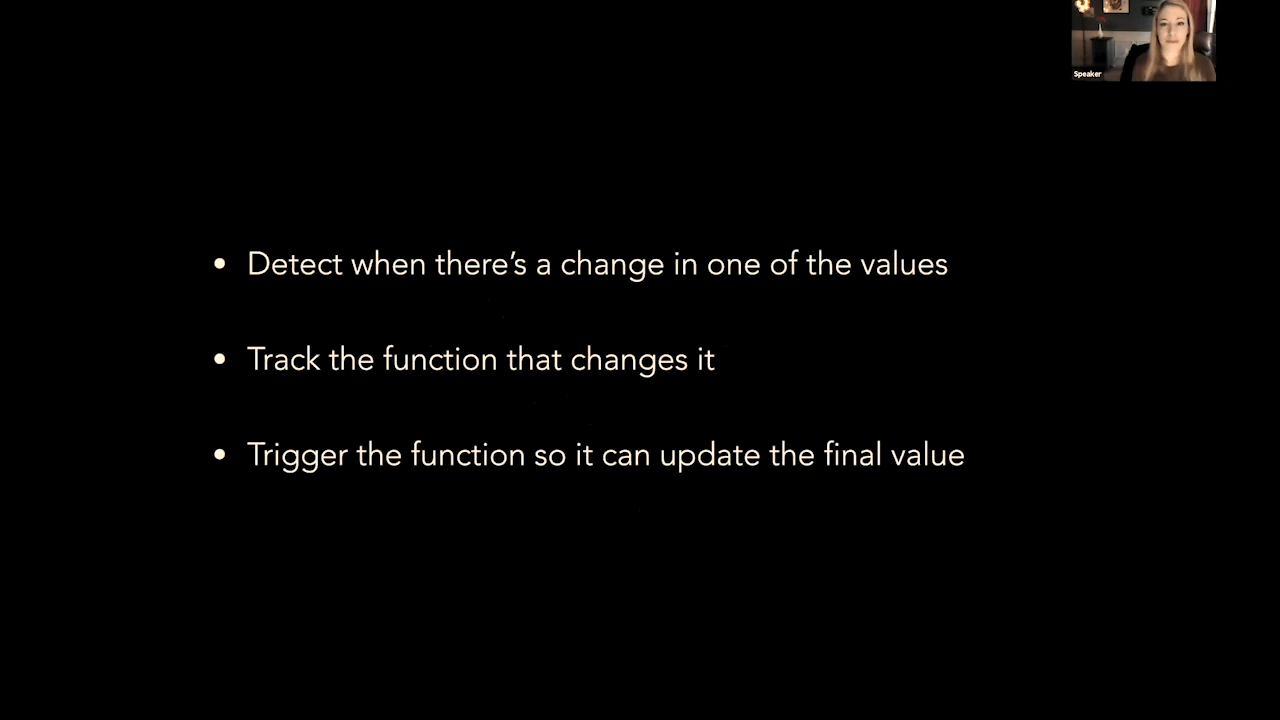 Speaker
• Detect when there’s a change in one of the values
• Track the function that changes it
• Trigger the function so it can update the final value